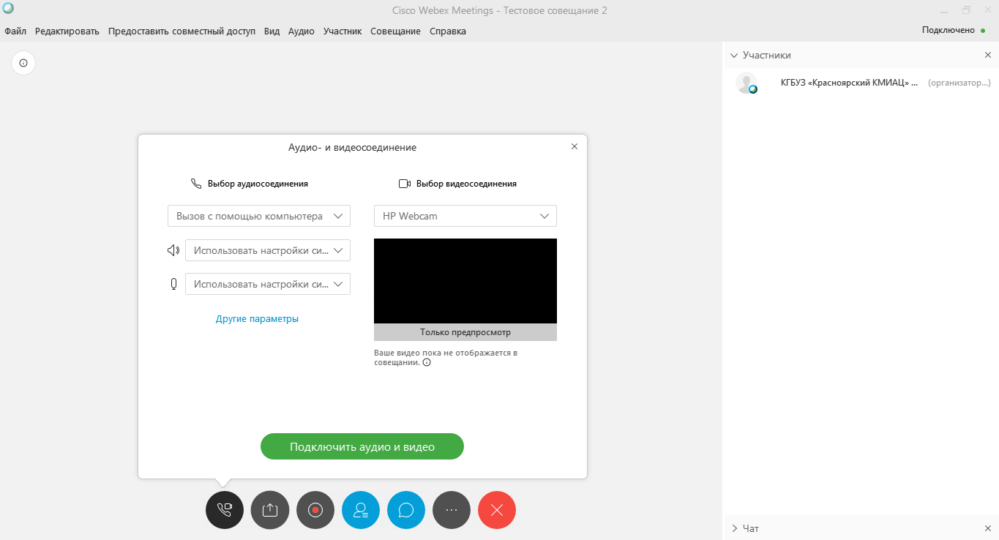 Cisco Webex Meetings - Тестовое совещание 2
Файл Редактировать Предоставить совместный доступ Вид Аудио Участник Совещание Справка
Подключено
Участники
КГБУЗ «Красноярский КМИАЦ» ... (организатор...)
Аудио- и видеосоединение
Выбор аудиосоединения
Вызов с помощью компьютера
Использовать настройки си...
Использовать настройки си...
Другие параметры
Выбор видеосоединения
HP Webcam
Только предпросмотр
Ваше видео пока не отображается в
совещании.
Подключить аудио и видео
Чат